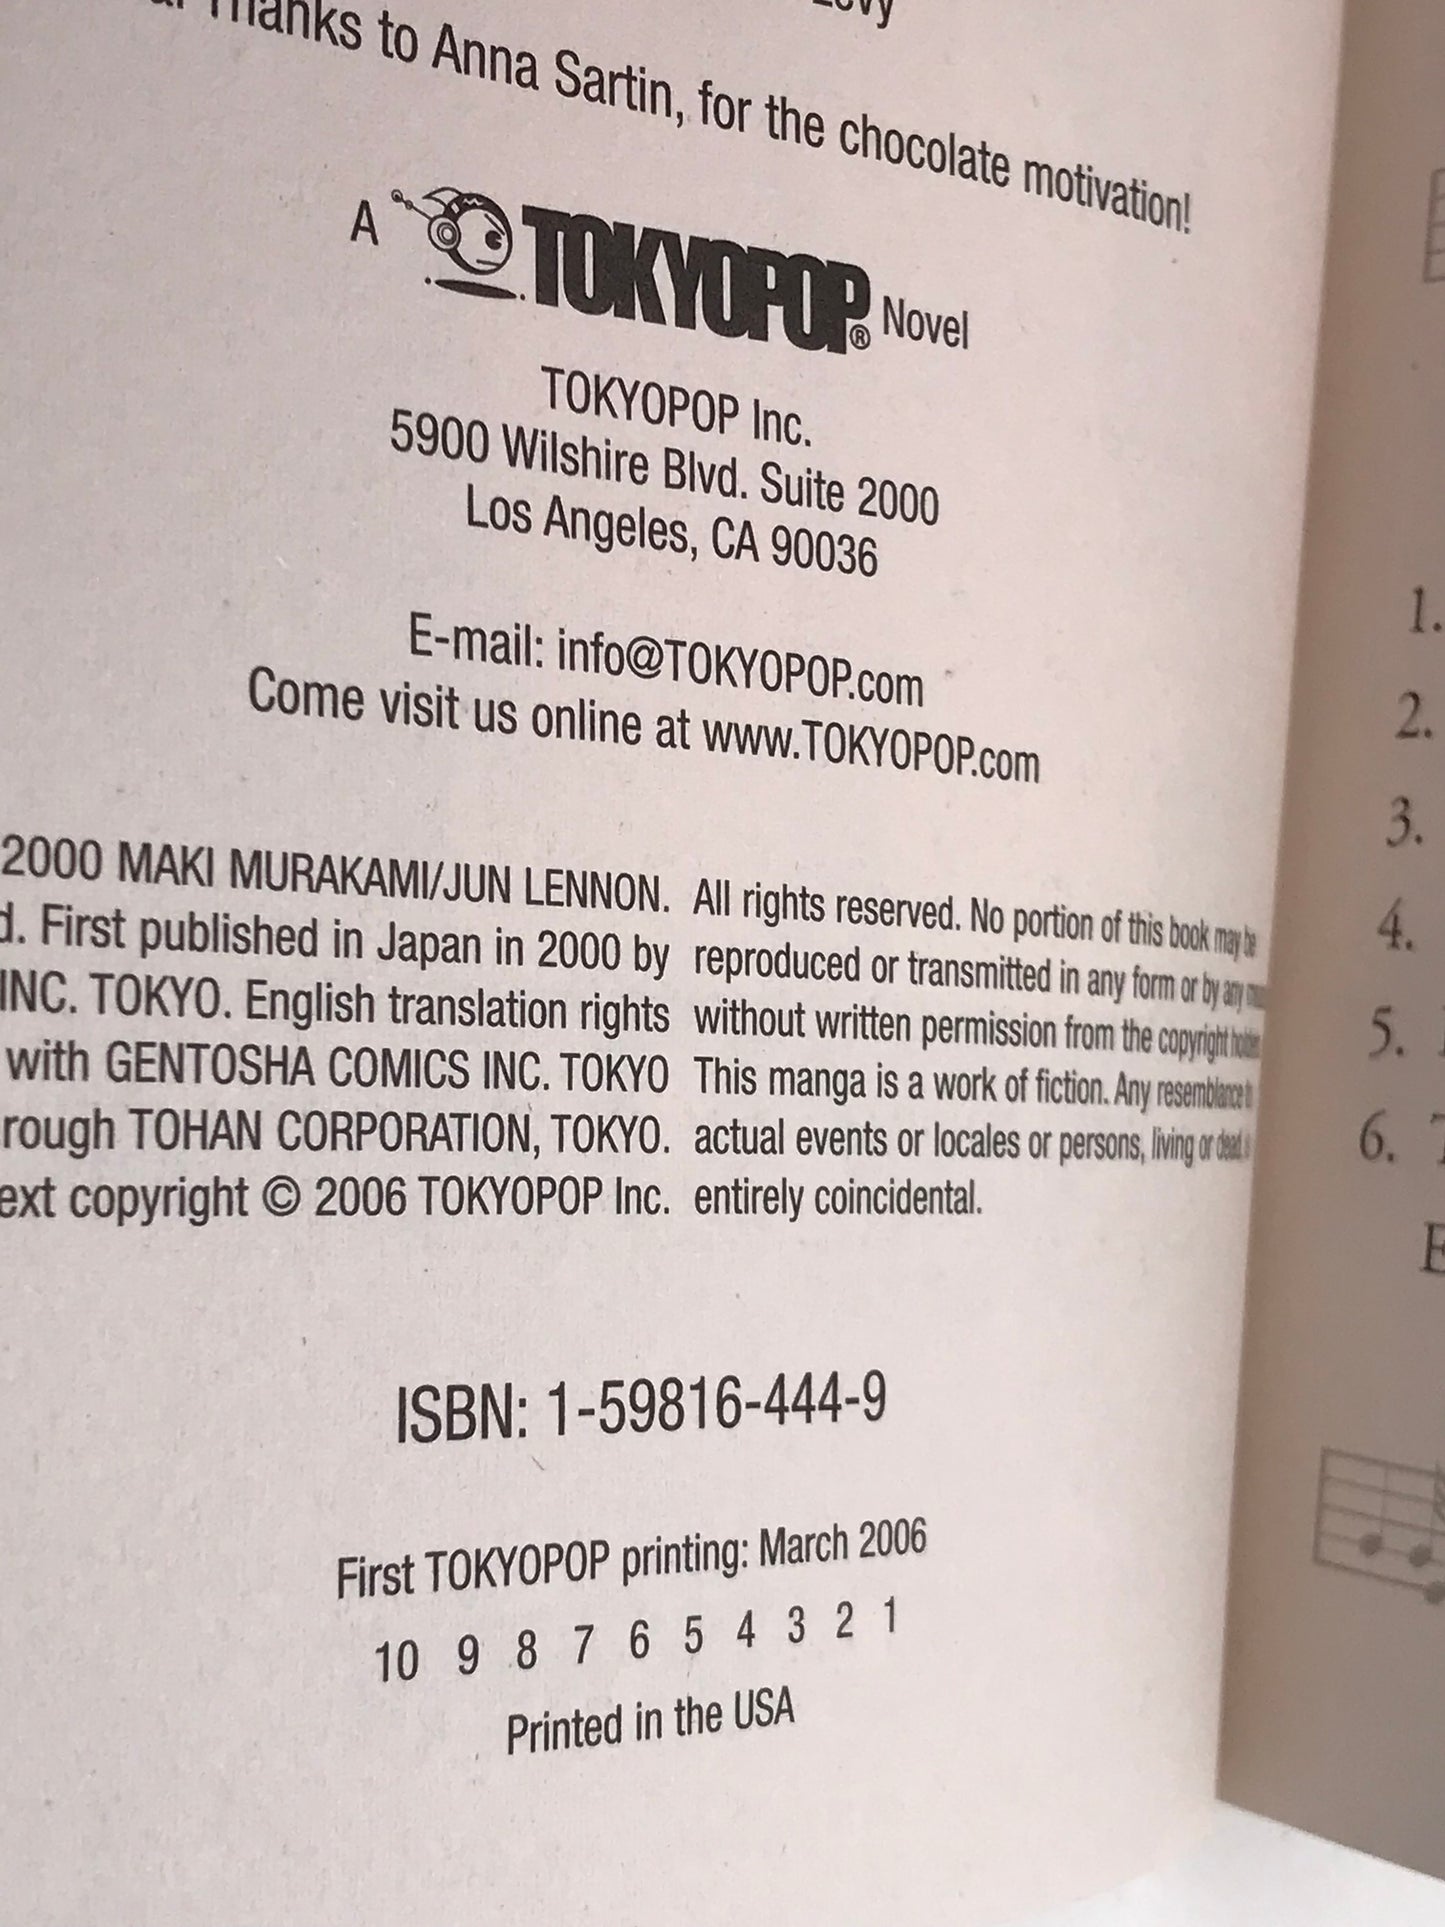 Thanks to Anna Sartin, for the chocolate motivation!
A TOKYOPOP® Novel
TOKYOPOP Inc.
5900 Wilshire Blvd. Suite 2000
Los Angeles, CA 90036
E-mail: info@TOKYOPOP.com
Come visit us online at www.TOKYOPOP.com
2000 MAKI MURAKAMI/JUN LENNON.
d. First published in Japan in 2000 by
INC. TOKYO. English translation rights
with GENTOSHA COMICS INC. TOKYO
rough TOHAN CORPORATION, TOKYO.
ext copyright © 2006 TOKYOPOP Inc.
All rights reserved. No portion of this book may be
reproduced or transmitted in any form or by any
without written permission from the copyright
This manga is a work of fiction. Any resemblance to
actual events or locales or persons, living or dead, is
entirely coincidental.
ISBN: 1-59816-444-9
First TOKYOPOP printing: March 2006
10 9 8 7 6 5 4 3 2 1
Printed in the USA
1.
2.
3.
4.
5.
6.